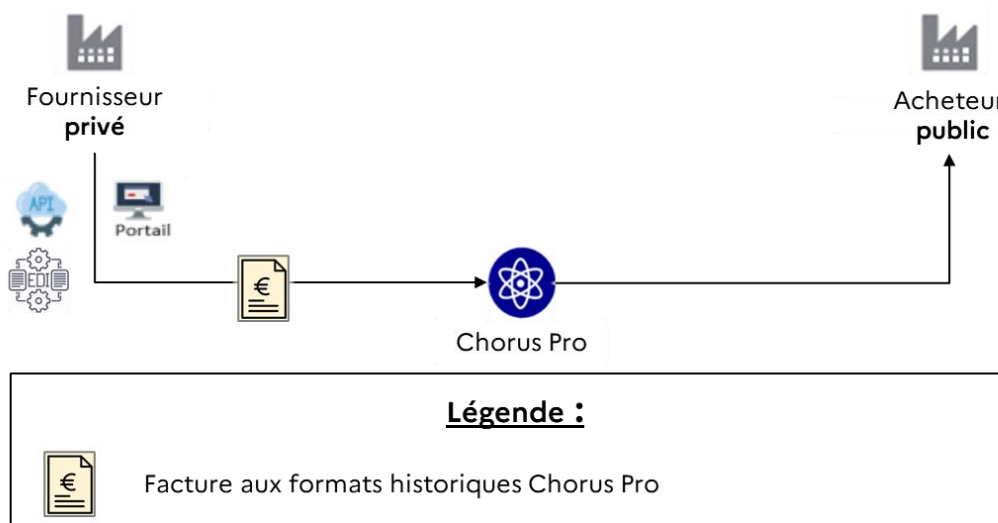 Fournisseur
privé
Acheteur
public
API
Portail
EDI
€
Chorus Pro
Légende :
€
Facture aux formats historiques Chorus Pro